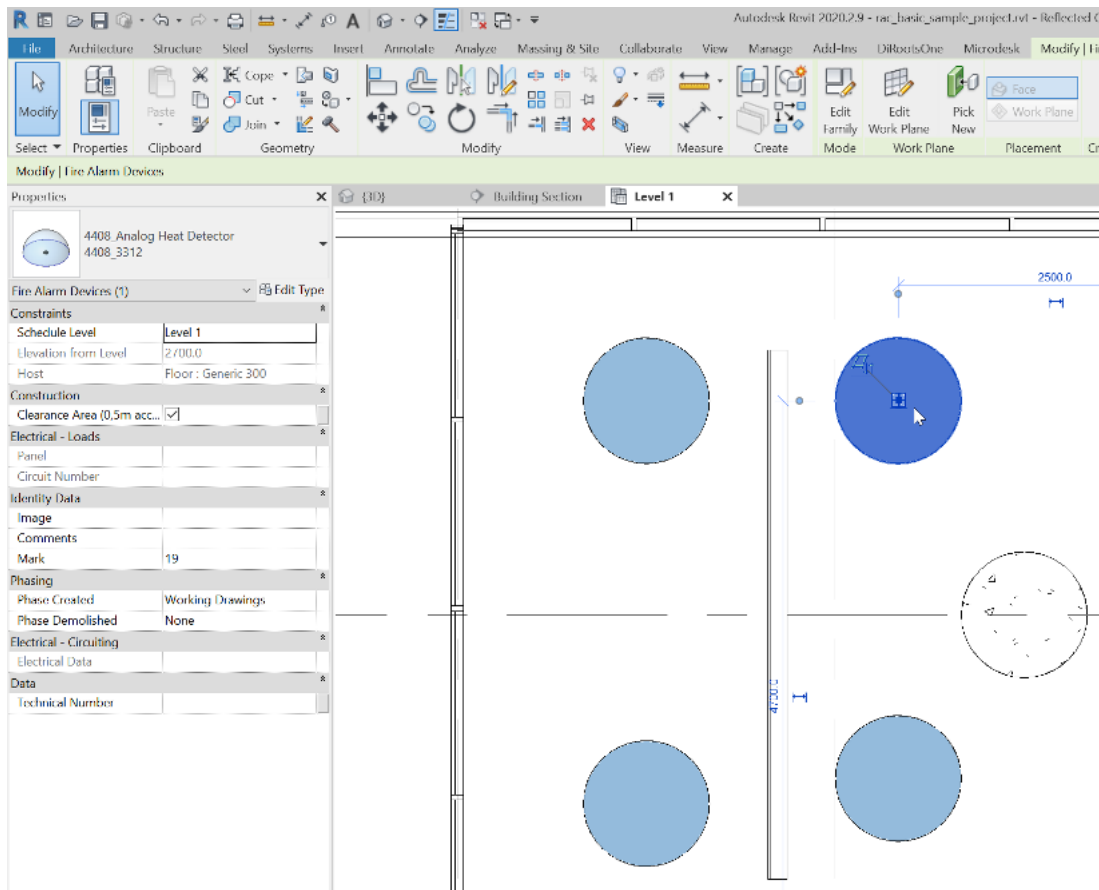 Autodesk Revit 2020.2.9 - rac_basic_sample_project.rvt - Reflected C
File Architecture Structure Steel Systems Insert Annotate Analyze Massing & Site Collaborate View Manage Add-Ins DiRootsOne Microdesk Modify | Fi
Modify
Paste
Cope
Cut
Join
Edit Family
Edit Work Plane
Pick New
Face
Work Plane
Select Properties Clipboard Geometry Modify View Measure Create Mode Work Plane Placement Cr
Modify | Fire Alarm Devices
Properties
{3D} Building Section Level 1
4408_Analog Heat Detector
4408_3312
Fire Alarm Devices (1) Edit Type
Constraints
Schedule Level Level 1
Elevation from Level 2700.0
Host Floor : Generic 300
Construction
Clearance Area (0,5m acc...
Electrical - Loads
Panel
Circuit Number
Identity Data
Image
Comments
Mark 19
Phasing
Phase Created Working Drawings
Phase Demolished None
Electrical - Circuiting
Electrical Data
Data
Technical Number
2500.0
4700.0